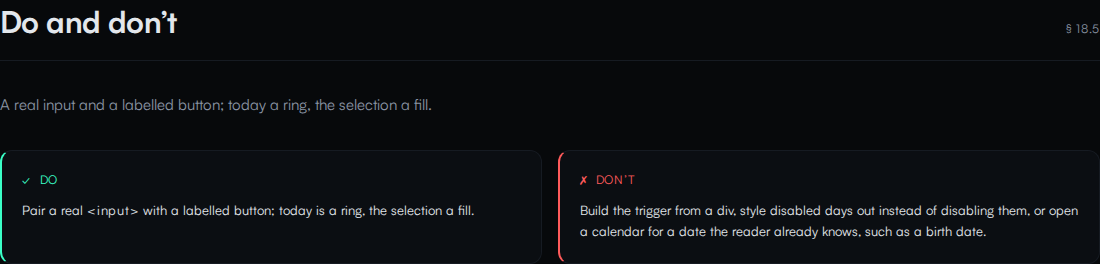 Do and don’t
§ 18.5
A real input and a labelled button; today a ring, the selection a fill.
✓ DO
Pair a real <input> with a labelled button; today is a ring, the selection a fill.
✗ DON’T
Build the trigger from a div, style disabled days out instead of disabling them, or open
a calendar for a date the reader already knows, such as a birth date.